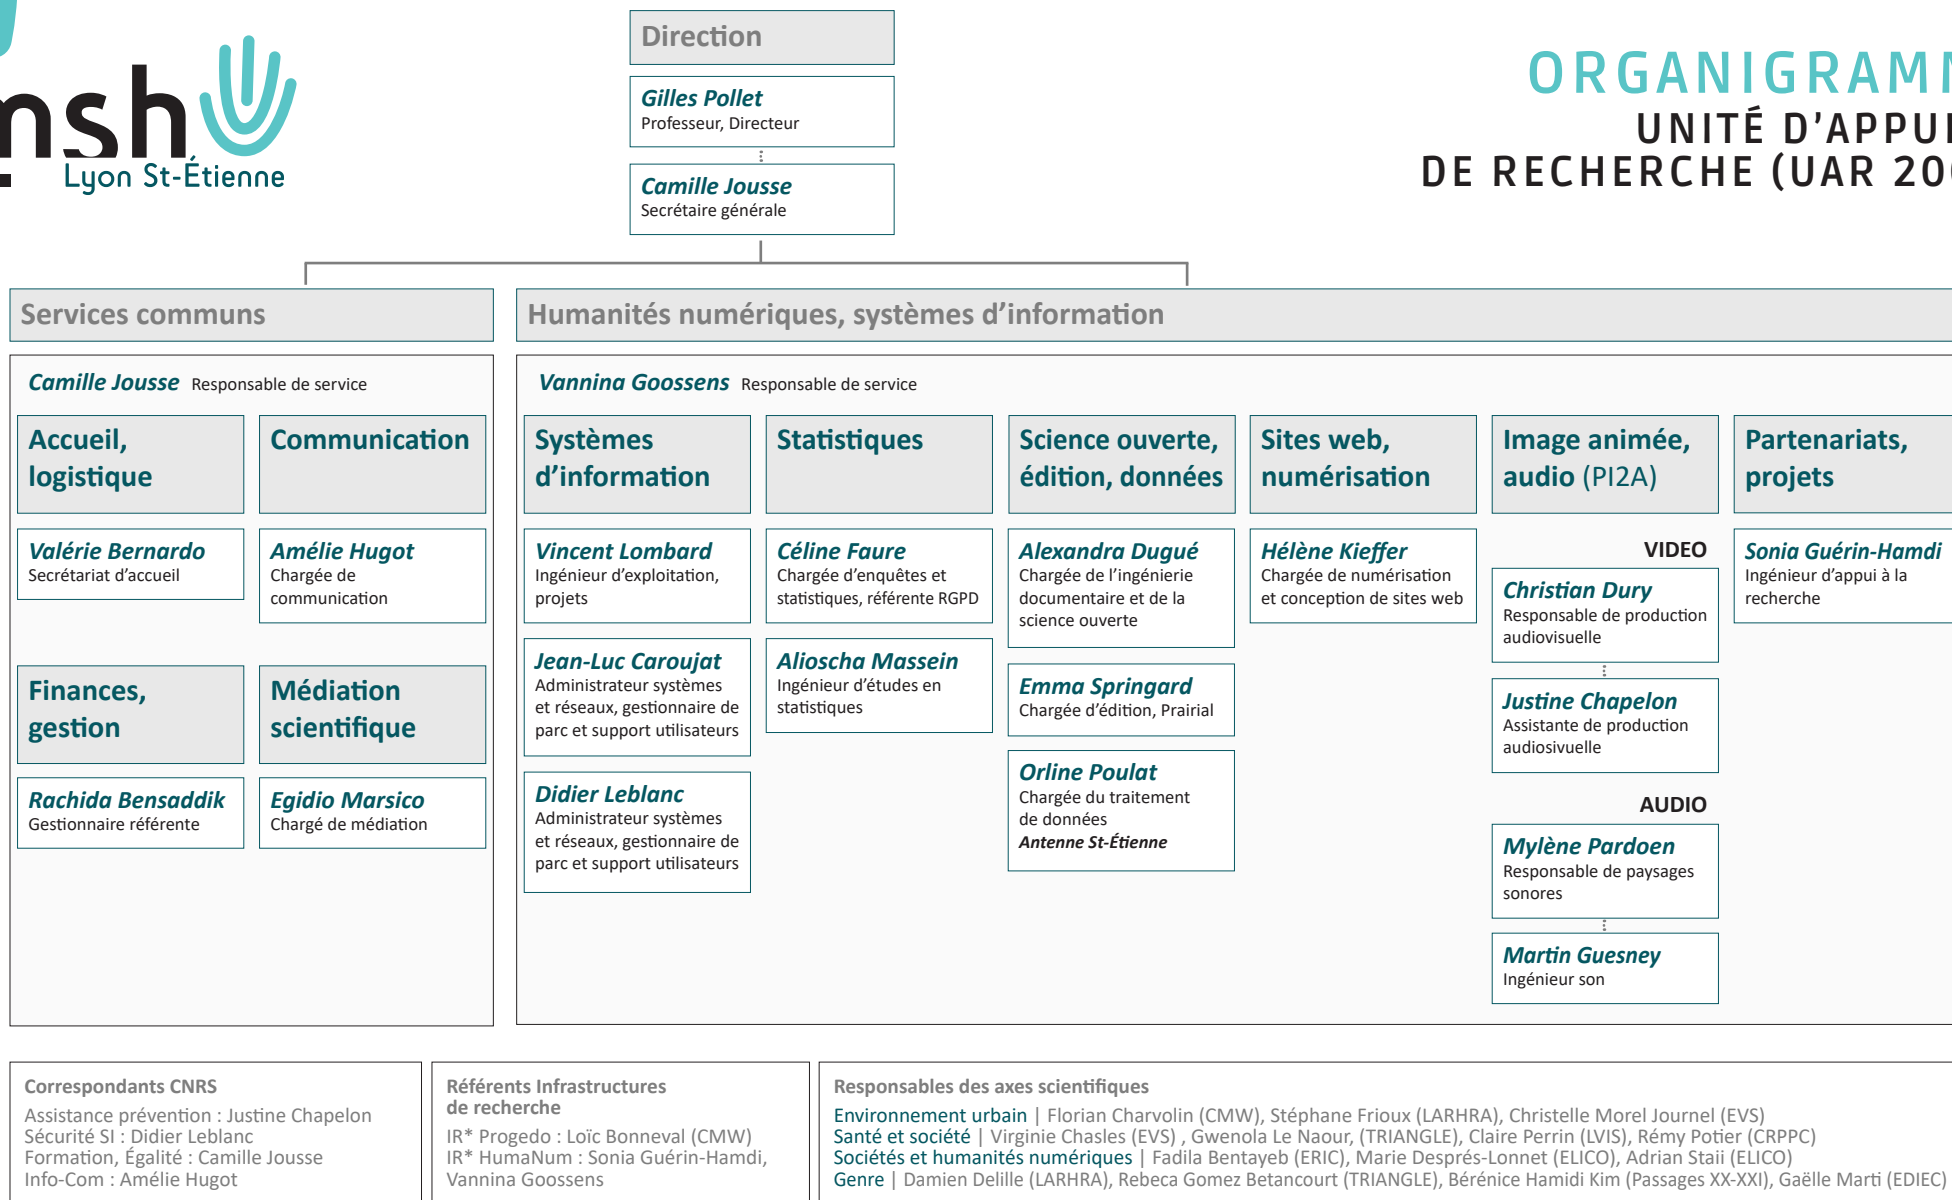 msh
Lyon St-Étienne
ORGANIGRAMM
UNITÉ D'APPUI
DE RECHERCHE (UAR 200
Direction
Gilles Pollet
Professeur, Directeur
Camille Jousse
Secrétaire générale
Services communs
Camille Jousse Responsable de service
Accueil,
logistique
Valérie Bernardo
Secrétariat d'accueil
Communication
Amélie Hugot
Chargée de
communication
Finances,
gestion
Rachida Bensaddik
Gestionnaire référente
Médiation
scientifique
Egidio Marsico
Chargé de médiation
Humanités numériques, systèmes d'information
Vannina Goossens Responsable de service
Systèmes
d'information
Vincent Lombard
Ingénieur d'exploitation,
projets
Jean-Luc Caroujat
Administrateur systèmes
et réseaux, gestionnaire de
parc et support utilisateurs
Didier Leblanc
Administrateur systèmes
et réseaux, gestionnaire de
parc et support utilisateurs
Statistiques
Céline Faure
Chargée d'enquêtes et
statistiques, référente RGPD
Alioscha Massein
Ingénieur d'études en
statistiques
Science ouverte,
édition, données
Alexandra Dugué
Chargée de l'ingénierie
documentaire et de la
science ouverte
Emma Springard
Chargée d'édition, Prairial
Orline Poulat
Chargée du traitement
de données
Antenne St-Étienne
Sites web,
numérisation
Hélène Kieffer
Chargée de numérisation
et conception de sites web
Image animée,
audio (PI2A)
VIDEO
Christian Dury
Responsable de production
audiovisuelle
Justine Chapelon
Assistante de production
audiosivuelle
AUDIO
Mylène Pardoen
Responsable de paysages
sonores
Martin Guesney
Ingénieur son
Partenariats,
projets
Sonia Guérin-Hamdi
Ingénieur d'appui à la
recherche
Correspondants CNRS
Assistance prévention : Justine Chapelon
Sécurité SI : Didier Leblanc
Formation, Égalité : Camille Jousse
Info-Com : Amélie Hugot
Référents Infrastructures
de recherche
IR* Progedo : Loïc Bonneval (CMW)
IR* HumaNum : Sonia Guérin-Hamdi,
Vannina Goossens
Responsables des axes scientifiques
Environnement urbain | Florian Charvolin (CMW), Stéphane Frioux (LARHRA), Christelle Morel Journel (EVS)
Santé et société | Virginie Chasles (EVS) , Gwenola Le Naour, (TRIANGLE), Claire Perrin (LVIS), Rémy Potier (CRPPC)
Sociétés et humanités numériques | Fadila Bentayeb (ERIC), Marie Després-Lonnet (ELICO), Adrian Staii (ELICO)
Genre | Damien Delille (LARHRA), Rebeca Gomez Betancourt (TRIANGLE), Bérénice Hamidi Kim (Passages XX-XXI), Gaëlle Marti (EDIEC)